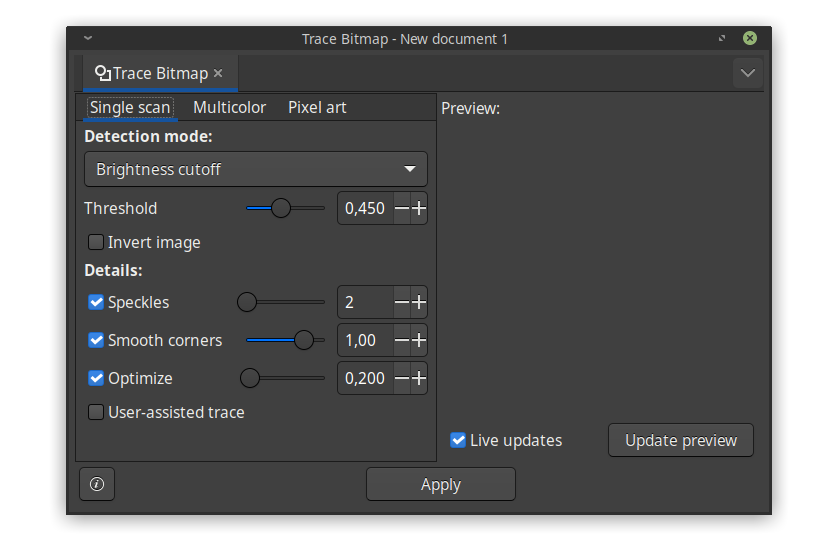 Trace Bitmap - New document 1
Trace Bitmap
Single scan Multicolor Pixel art
Preview:
Detection mode:
Brightness cutoff
Threshold 0,450
Invert image
Details:
Speckles 2
Smooth corners 1,00
Optimize 0,200
User-assisted trace
Live updates Update preview
Apply